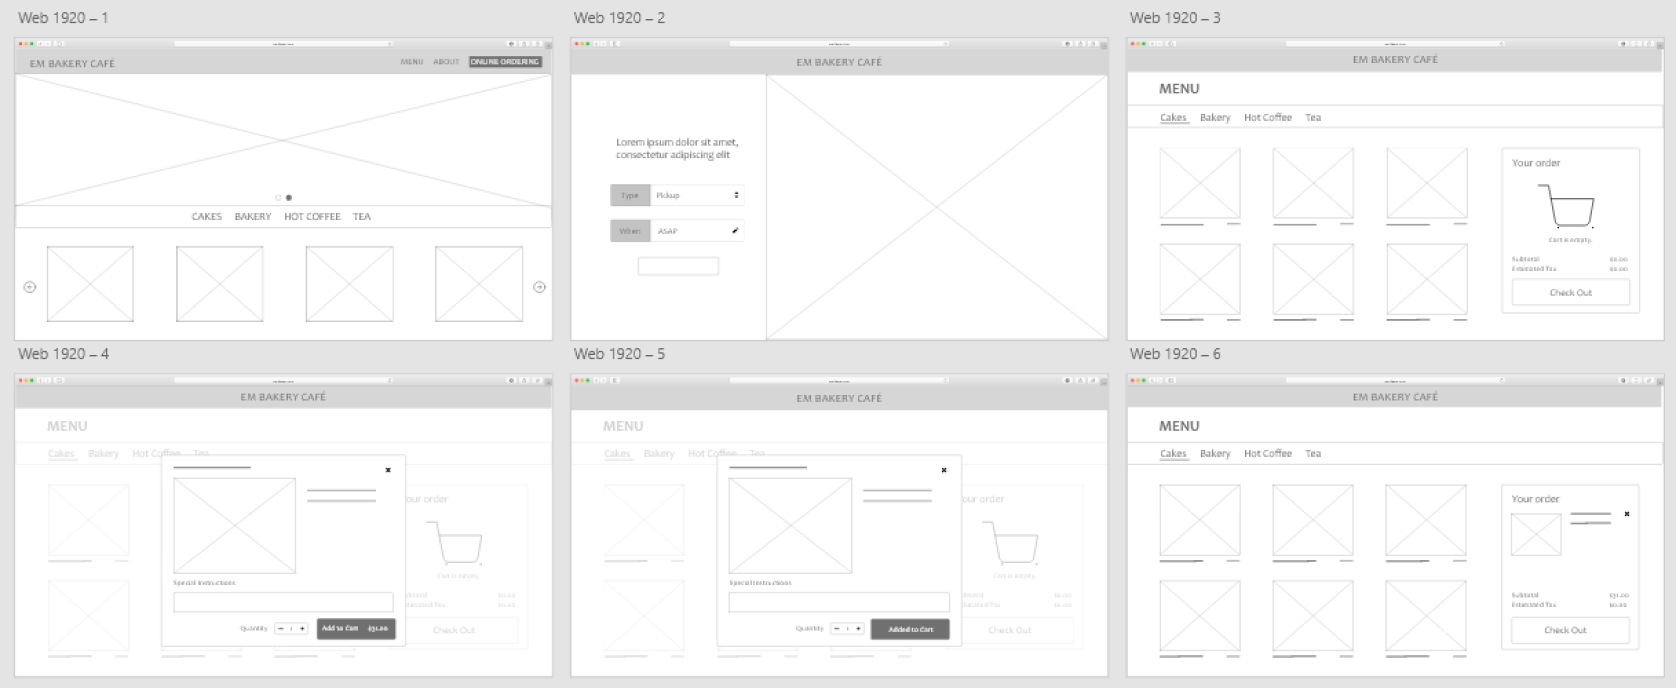 Web 1920 – 1
EM BAKERY CAFÉ
MENU ABOUT ONLINE ORDERING
CAKES BAKERY HOT COFFEE TEA
Web 1920 – 2
EM BAKERY CAFÉ
Lorem ipsum dolor sit amet,
consectetur adipiscing elit
Type Pickup
When ASAP
Web 1920 – 3
EM BAKERY CAFÉ
MENU
Cakes Bakery Hot Coffee Tea
Your order
Cart is empty.
Subtotal $0.00
Estimated Tax $0.00
Check Out
Web 1920 – 4
EM BAKERY CAFÉ
MENU
Cakes Bakery Hot Coffee Tea
our order
Cart is empty.
Special Instructions
Quantity 1 Add to Cart $31.00
Check Out
Web 1920 – 5
EM BAKERY CAFÉ
MENU
Cakes Bakery Hot Coffee Tea
our order
Cart is empty.
Special Instructions
Quantity 1 Added to Cart
Check Out
Web 1920 – 6
EM BAKERY CAFÉ
MENU
Cakes Bakery Hot Coffee Tea
Your order
Subtotal $31.00
Estimated Tax $0.00
Check Out